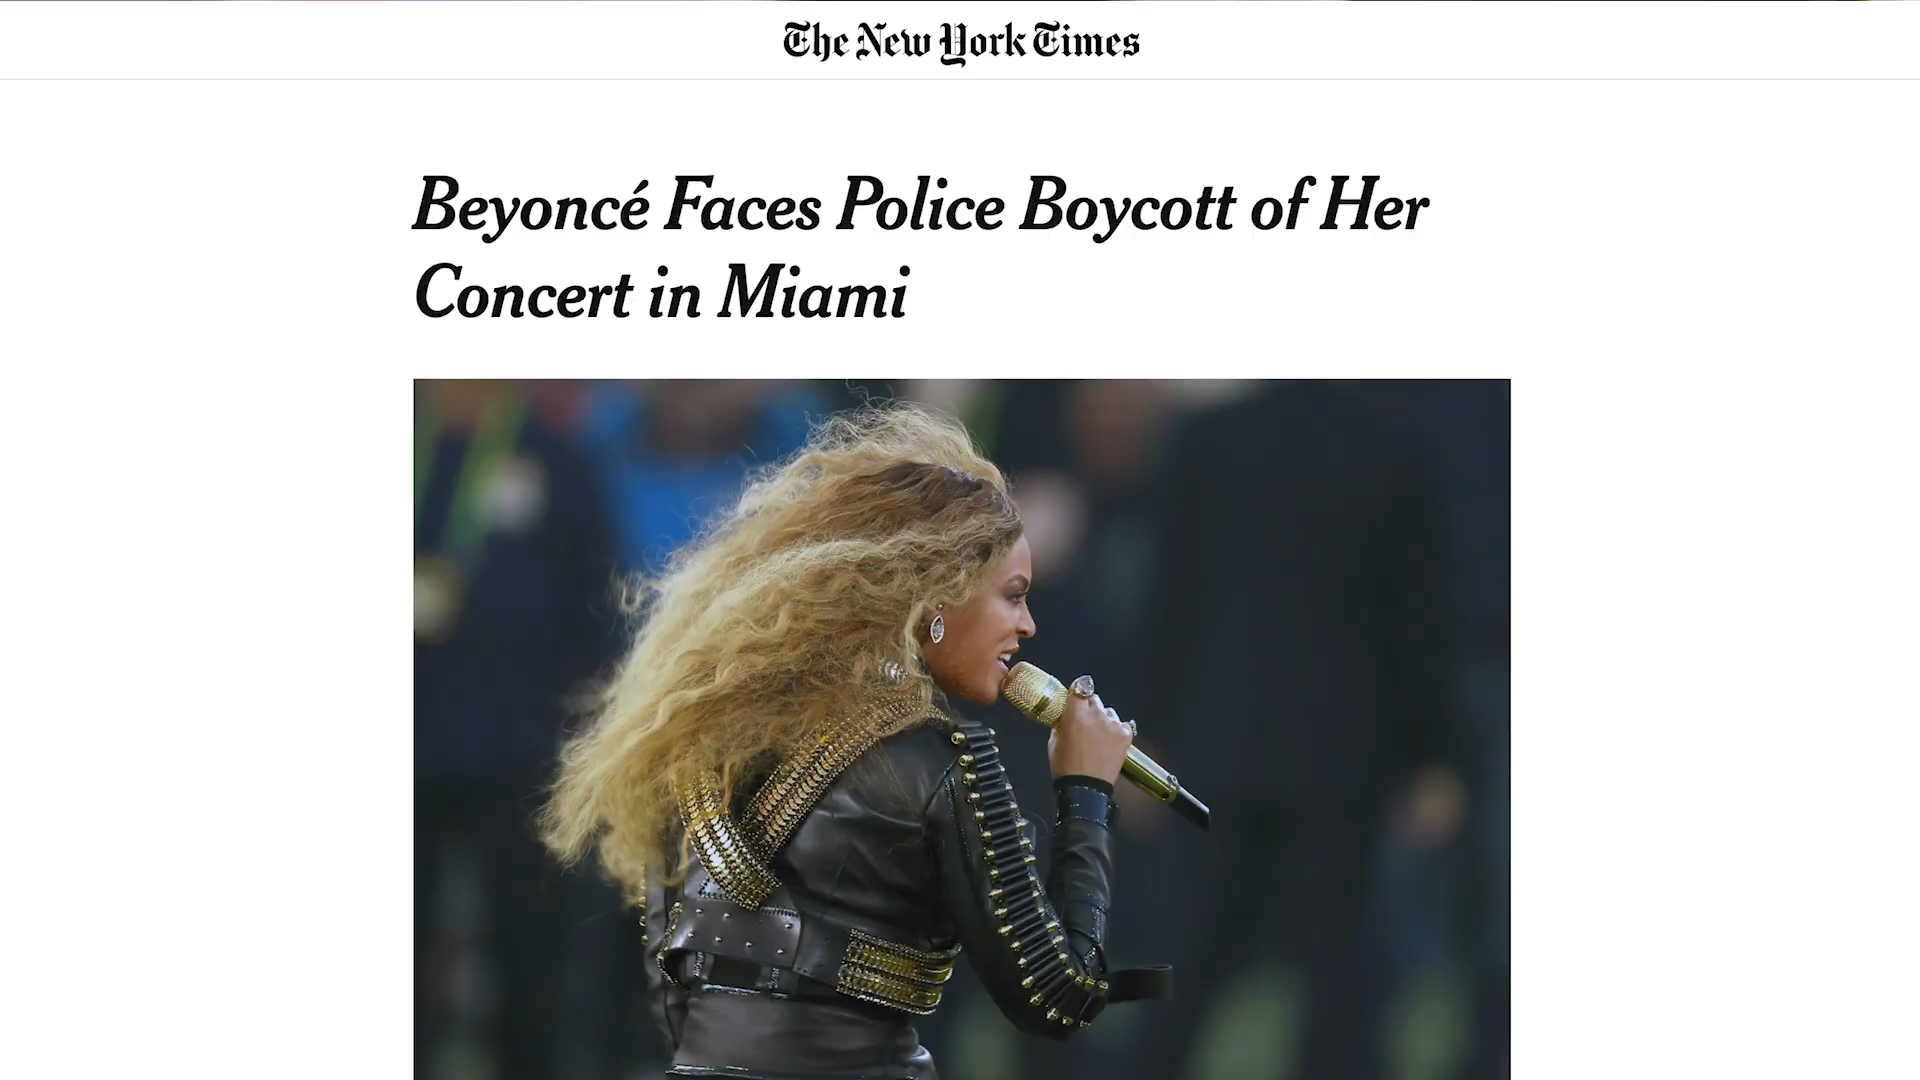 The New York Times
Beyoncé Faces Police Boycott of Her
Concert in Miami